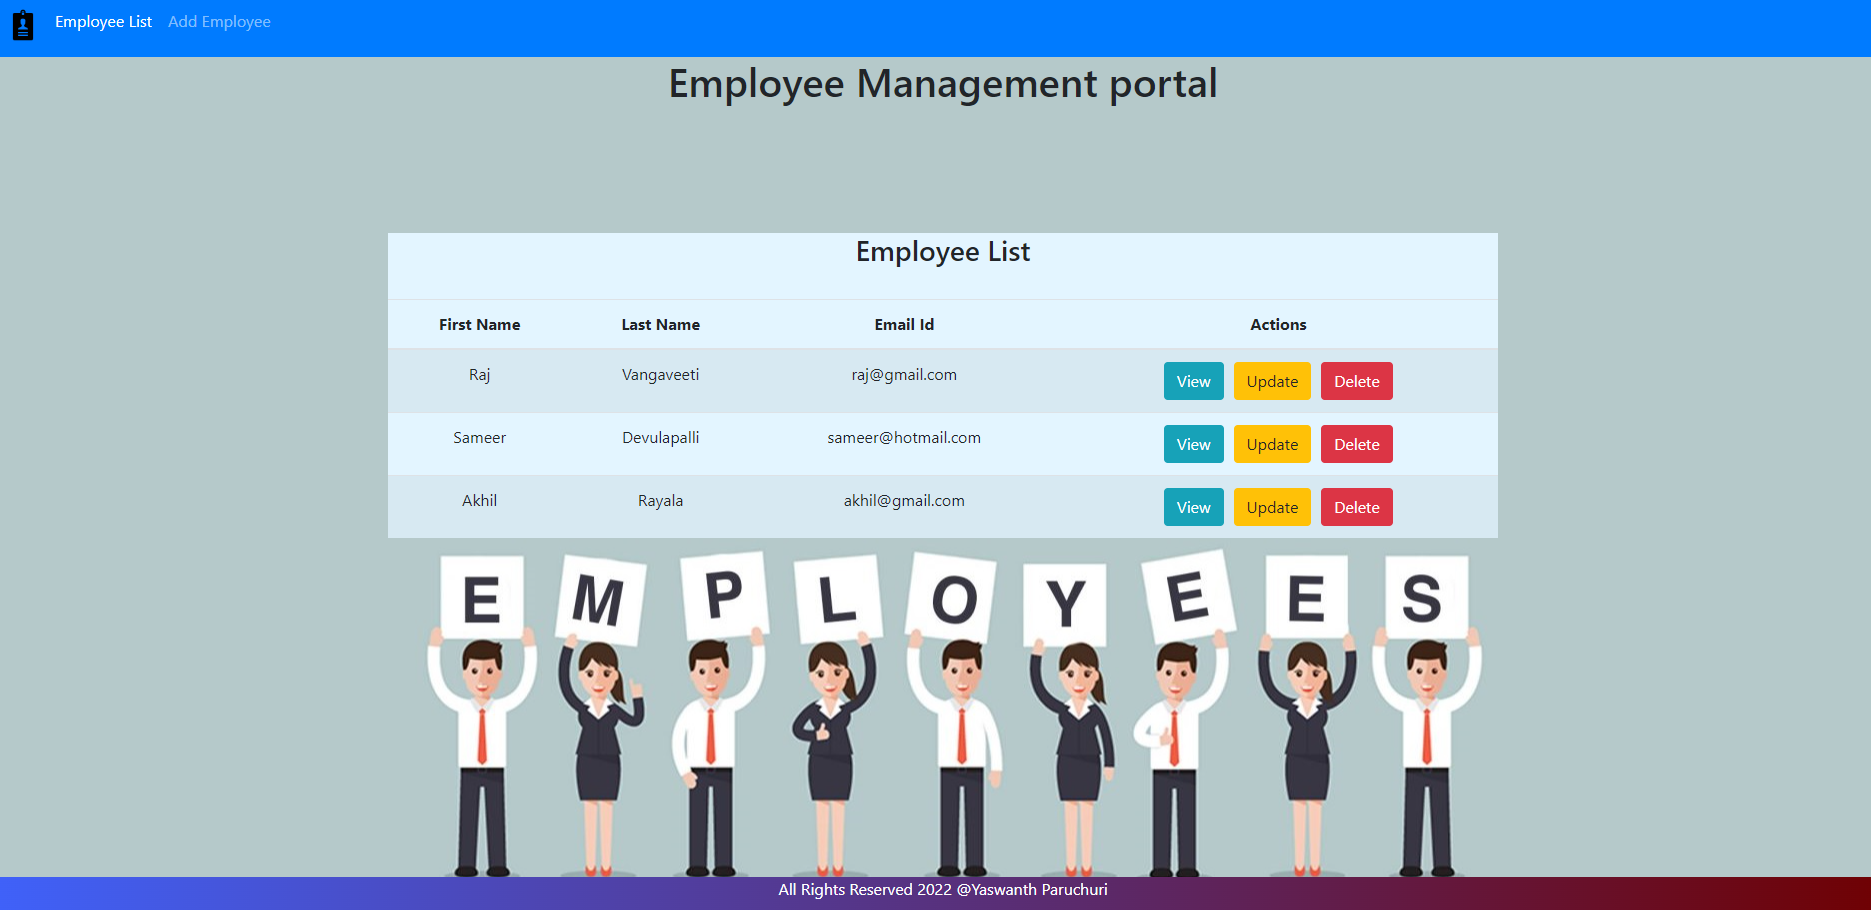 Employee List Add Employee
Employee Management portal
Employee List
First Name Last Name Email Id Actions
Raj Vangaveeti raj@gmail.com View Update Delete
Sameer Devulapalli sameer@hotmail.com View Update Delete
Akhil Rayala akhil@gmail.com View Update Delete
E M P L O Y E E S
All Rights Reserved 2022 @Yaswanth Paruchuri